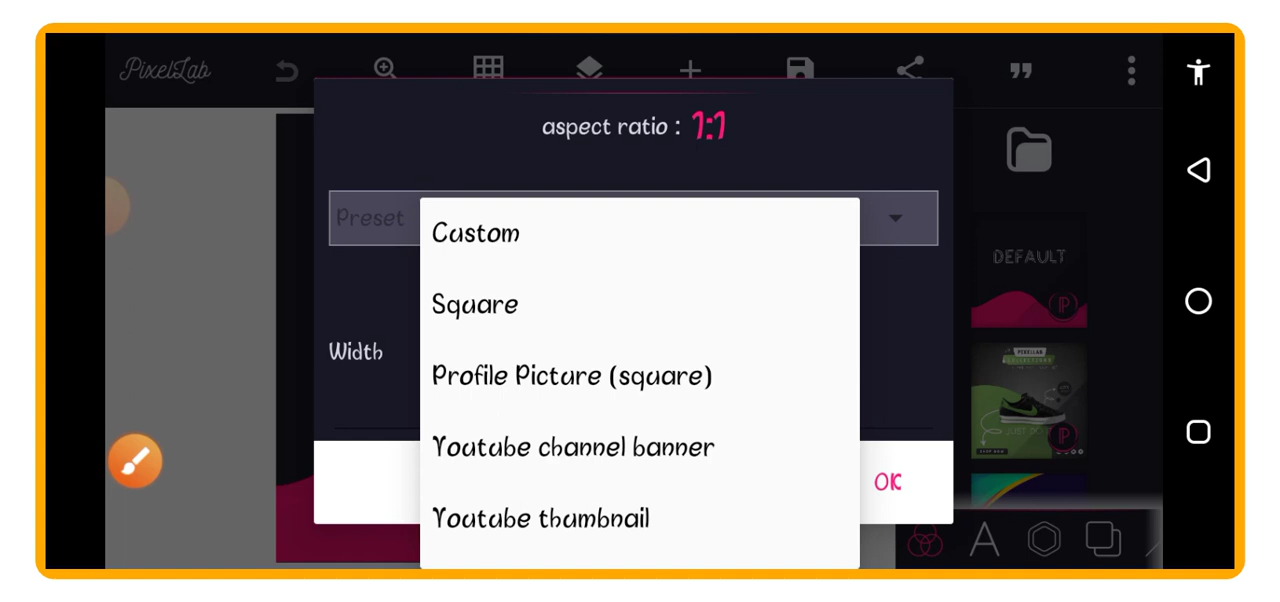 PixelLab
aspect ratio : 1:1
Preset
Custom
Square
Profile Picture (square)
Youtube channel banner
Youtube thumbnail
Width
OK
DEFAULT
PIXELLAB